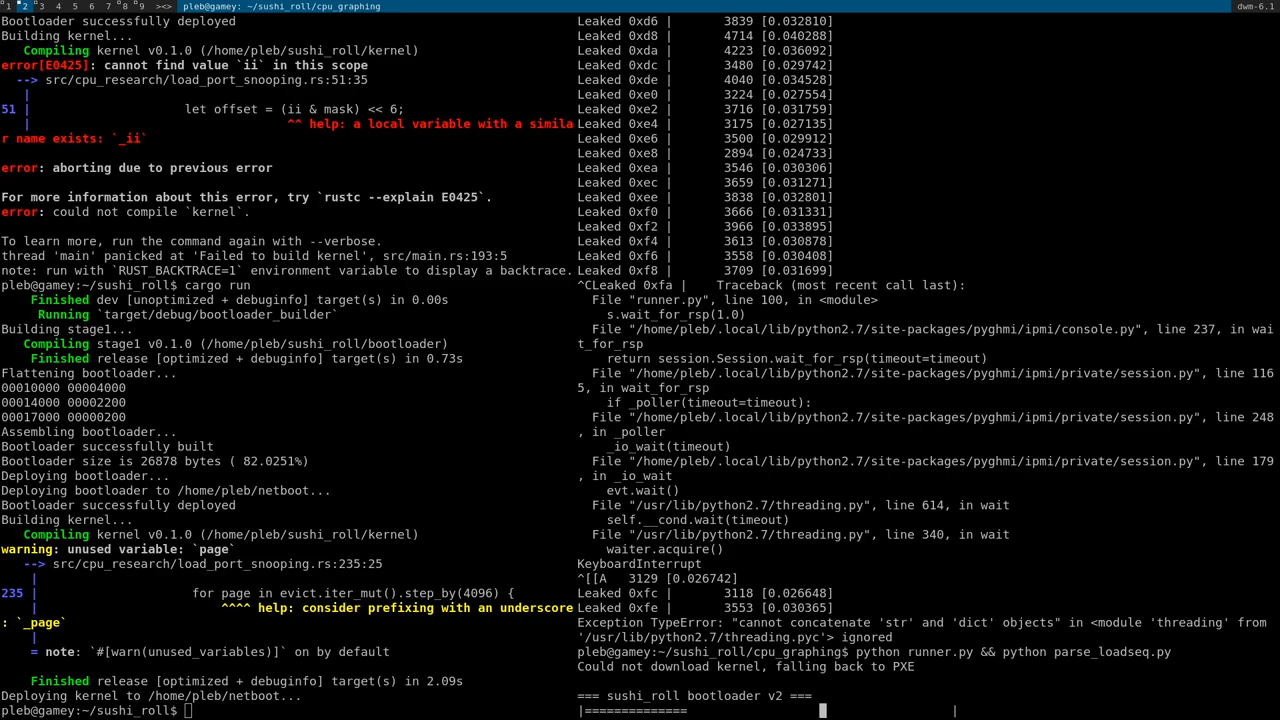 1 2 3 4 5 6 7 8 9 ><> pleb@gamey: ~/sushi_roll/cpu_graphing dwm-6.1
Bootloader successfully deployed
Building kernel...
   Compiling kernel v0.1.0 (/home/pleb/sushi_roll/kernel)
error[E0425]: cannot find value `ii` in this scope
  --> src/cpu_research/load_port_snooping.rs:51:35
   |
51 |                     let offset = (ii & mask) << 6;
   |                                   ^^ help: a local variable with a simila
r name exists: `_ii`

error: aborting due to previous error

For more information about this error, try `rustc --explain E0425`.
error: could not compile `kernel`.

To learn more, run the command again with --verbose.
thread 'main' panicked at 'Failed to build kernel', src/main.rs:193:5
note: run with `RUST_BACKTRACE=1` environment variable to display a backtrace.
pleb@gamey:~/sushi_roll$ cargo run
    Finished dev [unoptimized + debuginfo] target(s) in 0.00s
     Running `target/debug/bootloader_builder`
Building stage1...
   Compiling stage1 v0.1.0 (/home/pleb/sushi_roll/bootloader)
    Finished release [optimized + debuginfo] target(s) in 0.73s
Flattening bootloader...
00010000 00004000
00014000 00002200
00017000 00000200
Assembling bootloader...
Bootloader successfully built
Bootloader size is 26878 bytes ( 82.0251%)
Deploying bootloader...
Deploying bootloader to /home/pleb/netboot...
Bootloader successfully deployed
Building kernel...
   Compiling kernel v0.1.0 (/home/pleb/sushi_roll/kernel)
warning: unused variable: `page`
   --> src/cpu_research/load_port_snooping.rs:235:25
    |
235 |                     for page in evict.iter_mut().step_by(4096) {
    |                         ^^^^ help: consider prefixing with an underscore
: `_page`
    |
    = note: `#[warn(unused_variables)]` on by default

    Finished release [optimized + debuginfo] target(s) in 2.09s
Deploying kernel to /home/pleb/netboot...
pleb@gamey:~/sushi_roll$
Leaked 0xd6 |       3839 [0.032810]
Leaked 0xd8 |       4714 [0.040288]
Leaked 0xda |       4223 [0.036092]
Leaked 0xdc |       3480 [0.029742]
Leaked 0xde |       4040 [0.034528]
Leaked 0xe0 |       3224 [0.027554]
Leaked 0xe2 |       3716 [0.031759]
Leaked 0xe4 |       3175 [0.027135]
Leaked 0xe6 |       3500 [0.029912]
Leaked 0xe8 |       2894 [0.024733]
Leaked 0xea |       3546 [0.030306]
Leaked 0xec |       3659 [0.031271]
Leaked 0xee |       3838 [0.032801]
Leaked 0xf0 |       3666 [0.031331]
Leaked 0xf2 |       3966 [0.033895]
Leaked 0xf4 |       3613 [0.030878]
Leaked 0xf6 |       3558 [0.030408]
Leaked 0xf8 |       3709 [0.031699]
^CLeaked 0xfa |    Traceback (most recent call last):
  File "runner.py", line 100, in <module>
    s.wait_for_rsp(1.0)
  File "/home/pleb/.local/lib/python2.7/site-packages/pyghmi/ipmi/console.py", line 237, in wai
t_for_rsp
    return session.Session.wait_for_rsp(timeout=timeout)
  File "/home/pleb/.local/lib/python2.7/site-packages/pyghmi/ipmi/private/session.py", line 116
5, in wait_for_rsp
    if _poller(timeout=timeout):
  File "/home/pleb/.local/lib/python2.7/site-packages/pyghmi/ipmi/private/session.py", line 248
, in _poller
    _io_wait(timeout)
  File "/home/pleb/.local/lib/python2.7/site-packages/pyghmi/ipmi/private/session.py", line 179
, in _io_wait
    evt.wait()
  File "/usr/lib/python2.7/threading.py", line 614, in wait
    self.__cond.wait(timeout)
  File "/usr/lib/python2.7/threading.py", line 340, in wait
    waiter.acquire()
KeyboardInterrupt
^[[A   3129 [0.026742]
Leaked 0xfc |       3118 [0.026648]
Leaked 0xfe |       3553 [0.030365]
Exception TypeError: "cannot concatenate 'str' and 'dict' objects" in <module 'threading' from
'/usr/lib/python2.7/threading.pyc'> ignored
pleb@gamey:~/sushi_roll/cpu_graphing$ python runner.py && python parse_loadseq.py
Could not download kernel, falling back to PXE

=== sushi_roll bootloader v2 ===
|==============                                    |